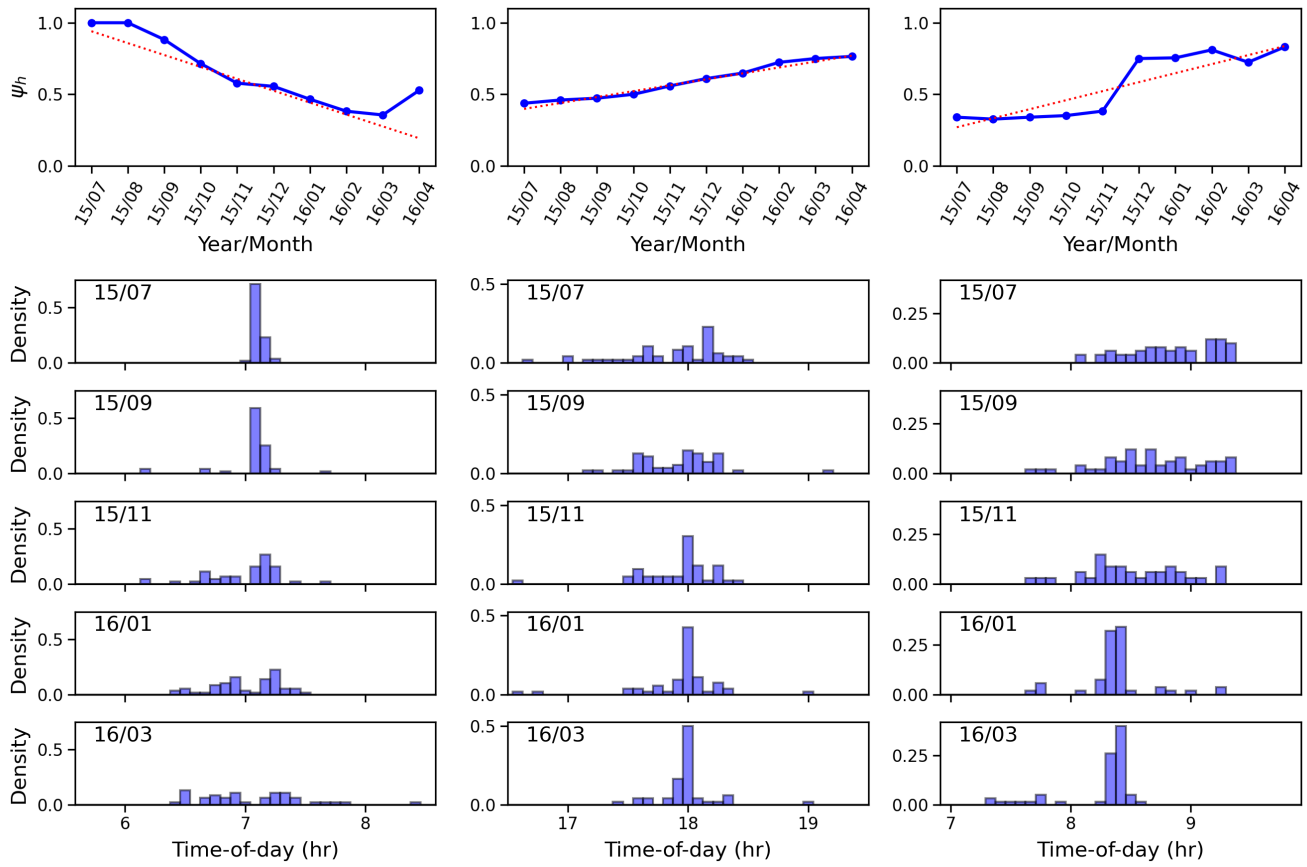 1.0 1.0 1.0
ψh 0.5 0.5 0.5
0.0 0.0 0.0
15/07 15/08 15/09 15/10 15/11 15/12 16/01 16/02 16/03 16/04 15/07 15/08 15/09 15/10 15/11 15/12 16/01 16/02 16/03 16/04 15/07 15/08 15/09 15/10 15/11 15/12 16/01 16/02 16/03 16/04
Year/Month Year/Month Year/Month
Density 0.5 0.0 15/07 0.5 0.0 15/07 0.25 0.00 15/07
Density 0.5 0.0 15/09 0.5 0.0 15/09 0.25 0.00 15/09
Density 0.5 0.0 15/11 0.5 0.0 15/11 0.25 0.00 15/11
Density 0.5 0.0 16/01 0.5 0.0 16/01 0.25 0.00 16/01
Density 0.5 0.0 16/03 0.5 0.0 16/03 0.25 0.00 16/03
6 7 8 17 18 19 7 8 9
Time-of-day (hr) Time-of-day (hr) Time-of-day (hr)